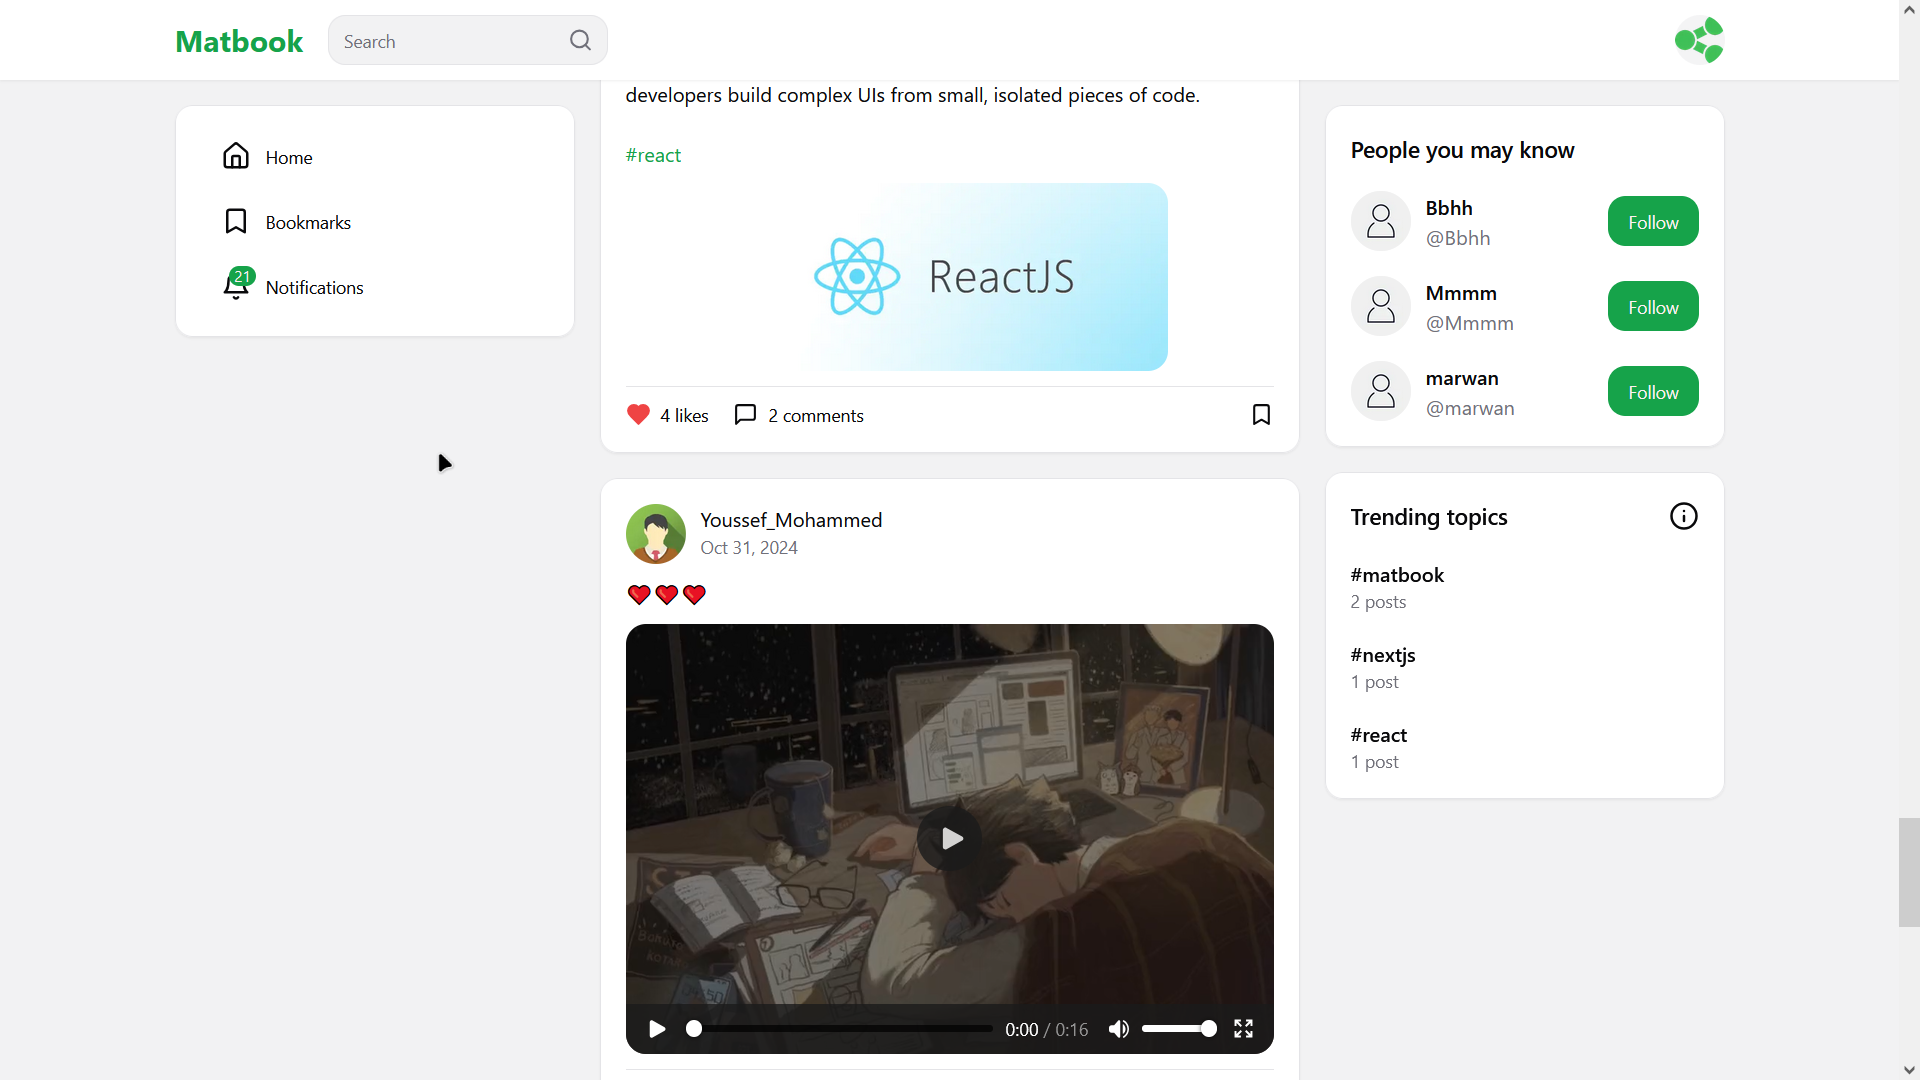 Matbook
Search
Home
Bookmarks
21
Notifications
developers build complex UIs from small, isolated pieces of code.
#react
ReactJS
4 likes
2 comments
Youssef_Mohammed
Oct 31, 2024
0:00 / 0:16
People you may know
Bbhh
@Bbhh
Follow
Mmmm
@Mmmm
Follow
marwan
@marwan
Follow
Trending topics
#matbook
2 posts
#nextjs
1 post
#react
1 post